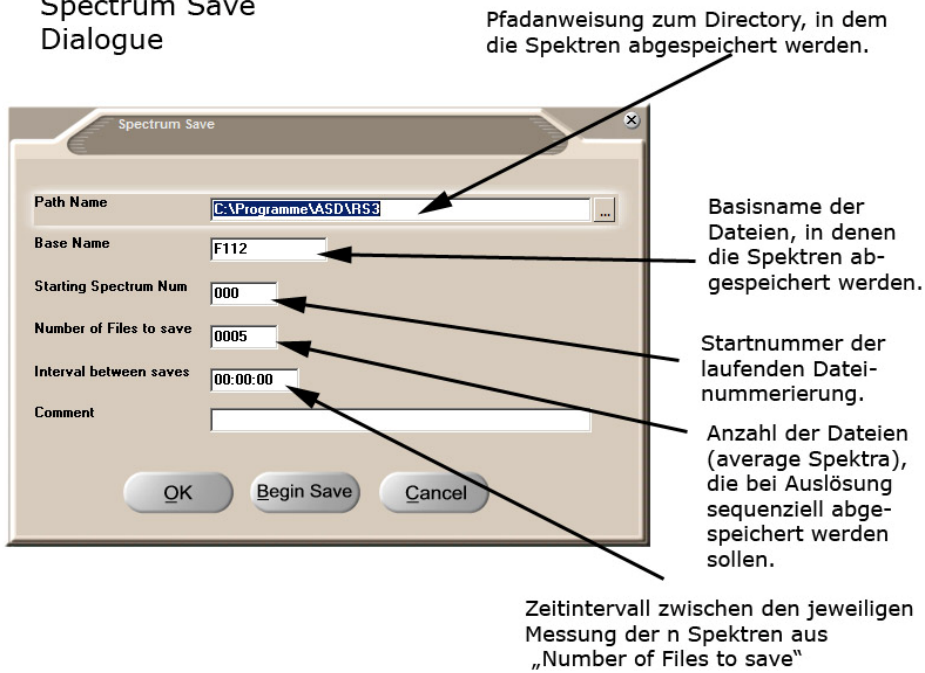 Spectrum Save
Dialogue
Pfadanweisung zum Directory, in dem
die Spektren abgespeichert werden.
Spectrum Save
Path Name
C:\Programme\ASD\RS3
...
Base Name
F112
Starting Spectrum Num
000
Number of Files to save
0005
Interval between saves
00:00:00
Comment
OK
Begin Save
Cancel
Basisname der
Dateien, in denen
die Spektren ab-
gespeichert werden.
Startnummer der
laufenden Datei-
nummerierung.
Anzahl der Dateien
(average Spektra),
die bei Auslösung
sequenziell abge-
speichert werden
sollen.
Zeitintervall zwischen den jeweiligen
Messung der n Spektren aus
„Number of Files to save“